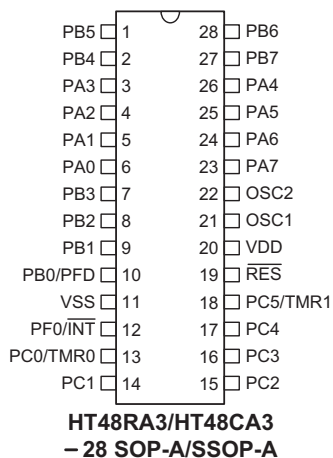 PB5 1 28 PB6
PB4 2 27 PB7
PA3 3 26 PA4
PA2 4 25 PA5
PA1 5 24 PA6
PA0 6 23 PA7
PB3 7 22 OSC2
PB2 8 21 OSC1
PB1 9 20 VDD
PB0/PFD 10 19 R̅E̅S̅
VSS 11 18 PC5/TMR1
PF0/I̅N̅T̅ 12 17 PC4
PC0/TMR0 13 16 PC3
PC1 14 15 PC2
HT48RA3/HT48CA3
– 28 SOP-A/SSOP-A